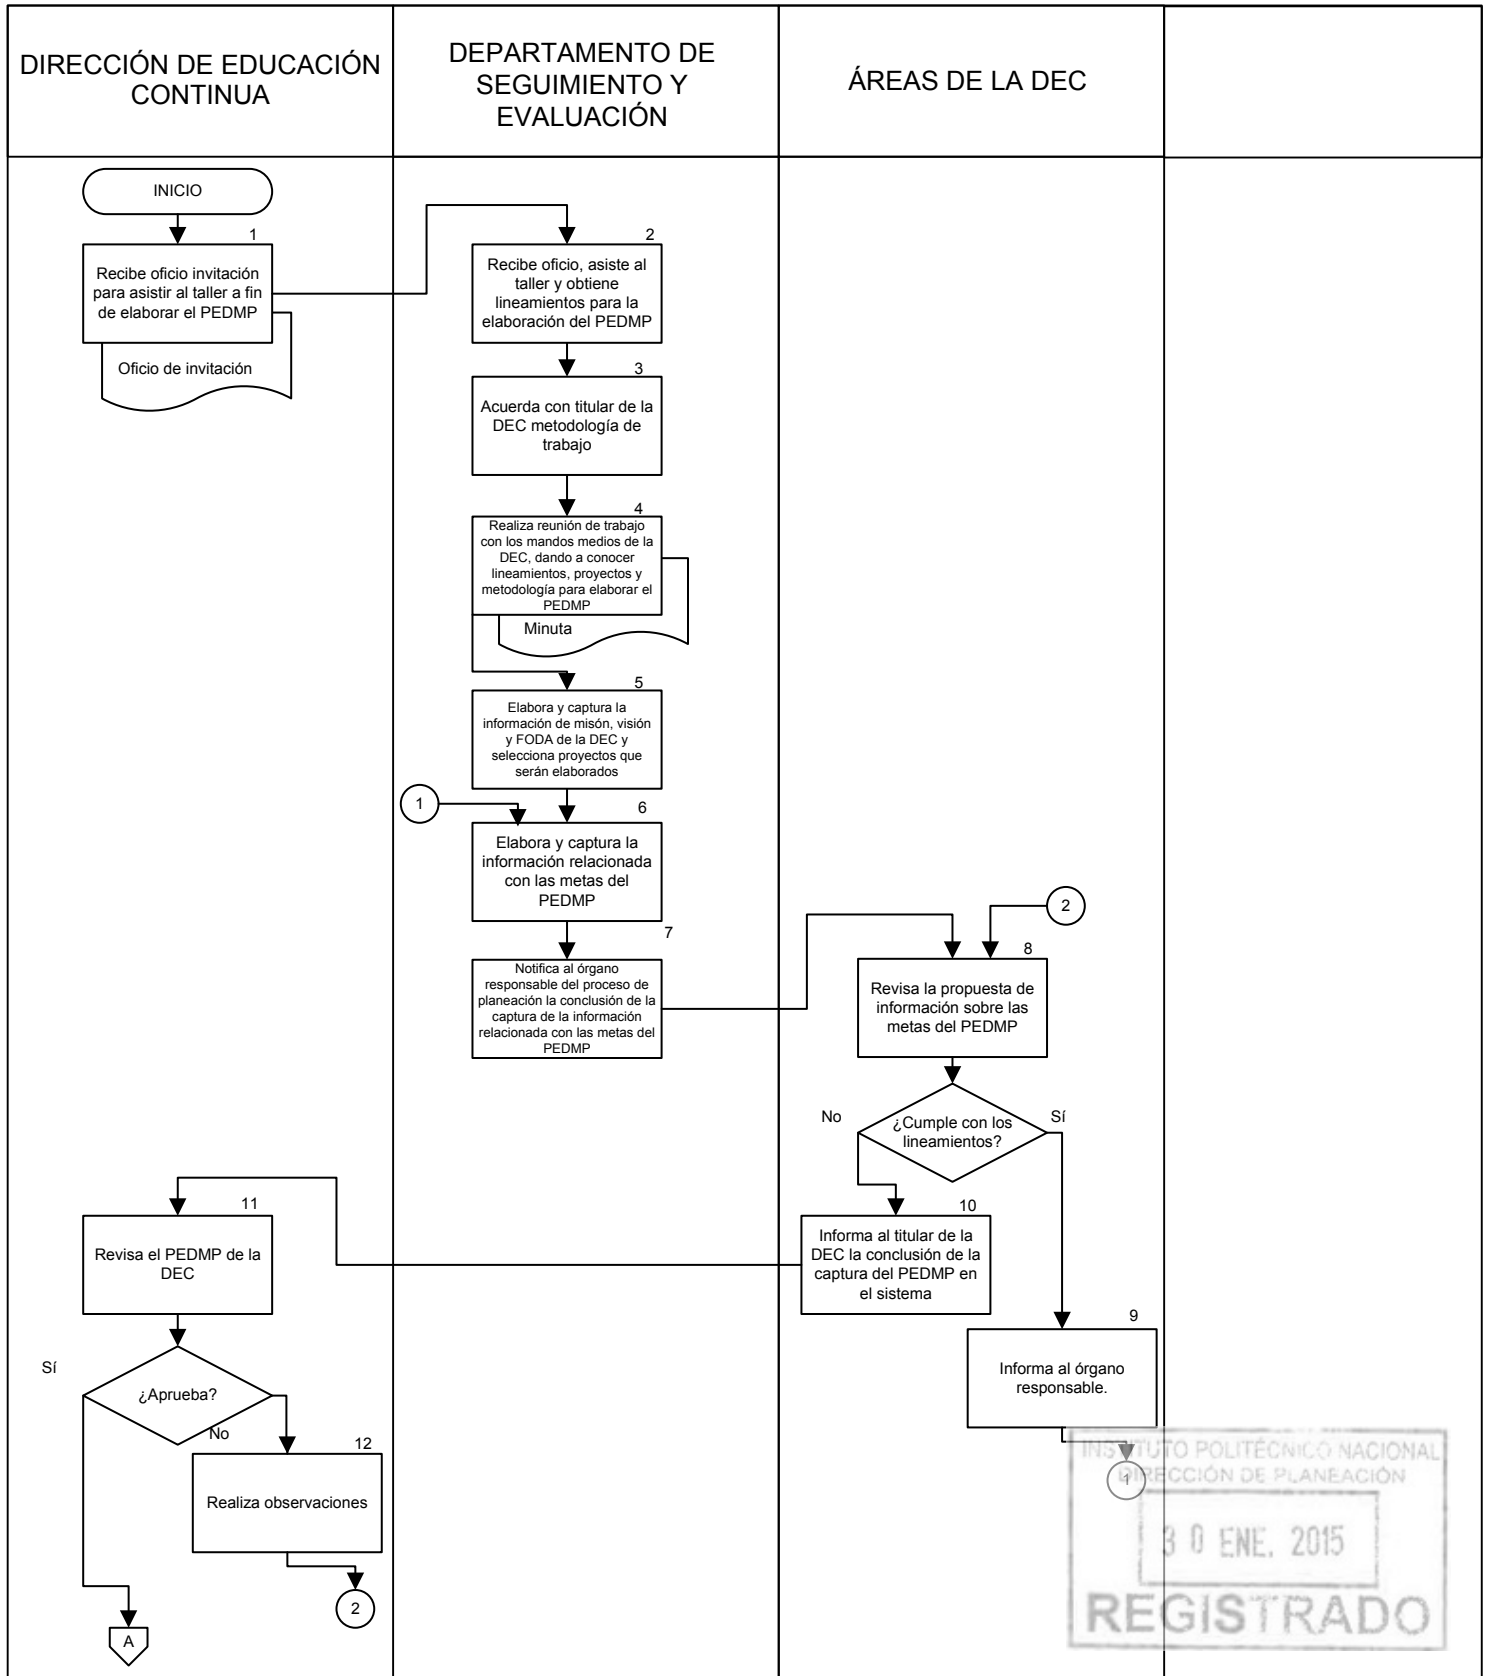 DIRECCIÓN DE EDUCACIÓN
CONTINUA
DEPARTAMENTO DE
SEGUIMIENTO Y
EVALUACIÓN
ÁREAS DE LA DEC
INICIO
1
Recibe oficio invitación
para asistir al taller a fin
de elaborar el PEDMP
Oficio de invitación
2
Recibe oficio, asiste al
taller y obtiene
lineamientos para la
elaboración del PEDMP
3
Acuerda con titular de la
DEC metodología de
trabajo
4
Realiza reunión de trabajo
con los mandos medios de la
DEC, dando a conocer
lineamientos, proyectos y
metodología para elaborar el
PEDMP
Minuta
5
Elabora y captura la
información de misón, visión
y FODA de la DEC y
selecciona proyectos que
serán elaborados
1
6
Elabora y captura la
información relacionada
con las metas del
PEDMP
7
Notifica al órgano
responsable del proceso de
planeación la conclusión de la
captura de la información
relacionada con las metas del
PEDMP
2
8
Revisa la propuesta de
información sobre las
metas del PEDMP
No
¿Cumple con los
lineamientos?
Sí
10
Informa al titular de la
DEC la conclusión de la
captura del PEDMP en
el sistema
9
Informa al órgano
responsable.
1
11
Revisa el PEDMP de la
DEC
Sí
¿Aprueba?
No
12
Realiza observaciones
2
A
INSTITUTO POLITÉCNICO NACIONAL
DIRECCIÓN DE PLANEACIÓN
30 ENE. 2015
REGISTRADO